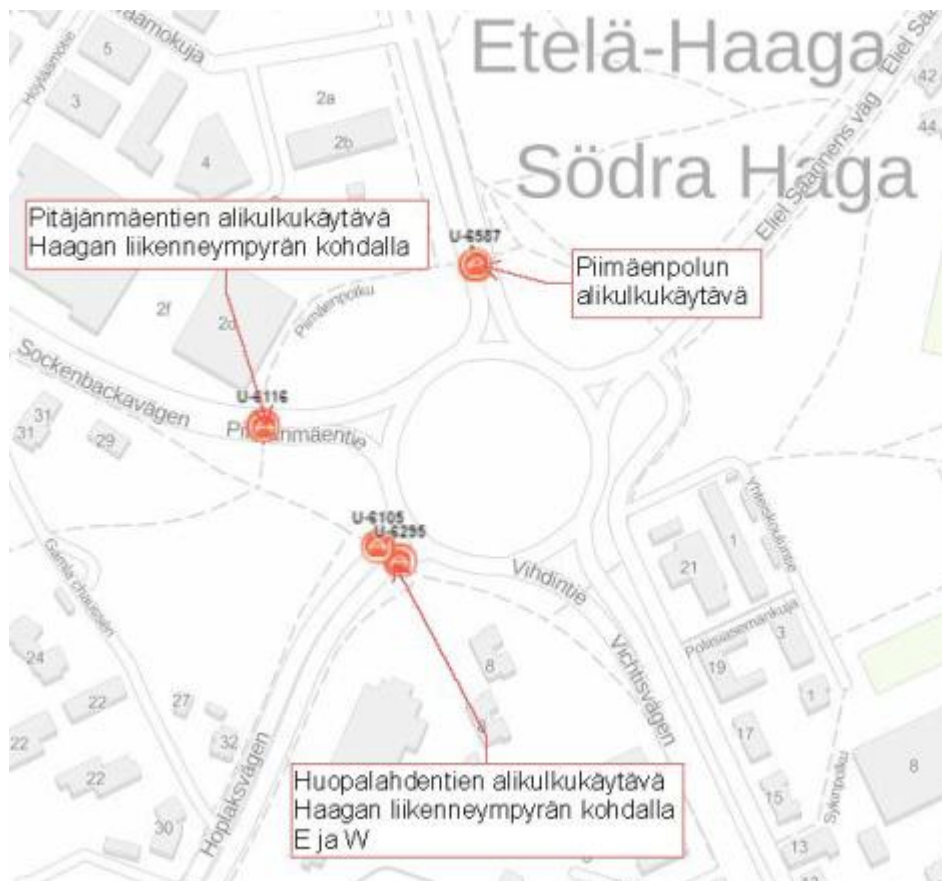 aamokuja
5
3
4
2a
2b
Etelä-Haaga
Södra Haga
42
44
Eliel Saarinens väg
Pitäjänmäentien alikulkukäytävä
Haagan liikenneympyrän kohdalla
U-6587
Piimäenpolun
alikulkukäytävä
2f
Piimäenpolku
Sockenbackavägen
U-6116
31
31
29
U-6105
U-6295
Vihdintie
Yhteiskouluntie
1
21
Gamla chaussen
Vichtisvägen
3
19
1
24
22
22
22
27
32
8
17
8
Hoplaksvägen
Huopalahdentien alikulkukäytävä
Haagan liikenneympyrän kohdalla
E ja W
15
Sykinpolku
30
13